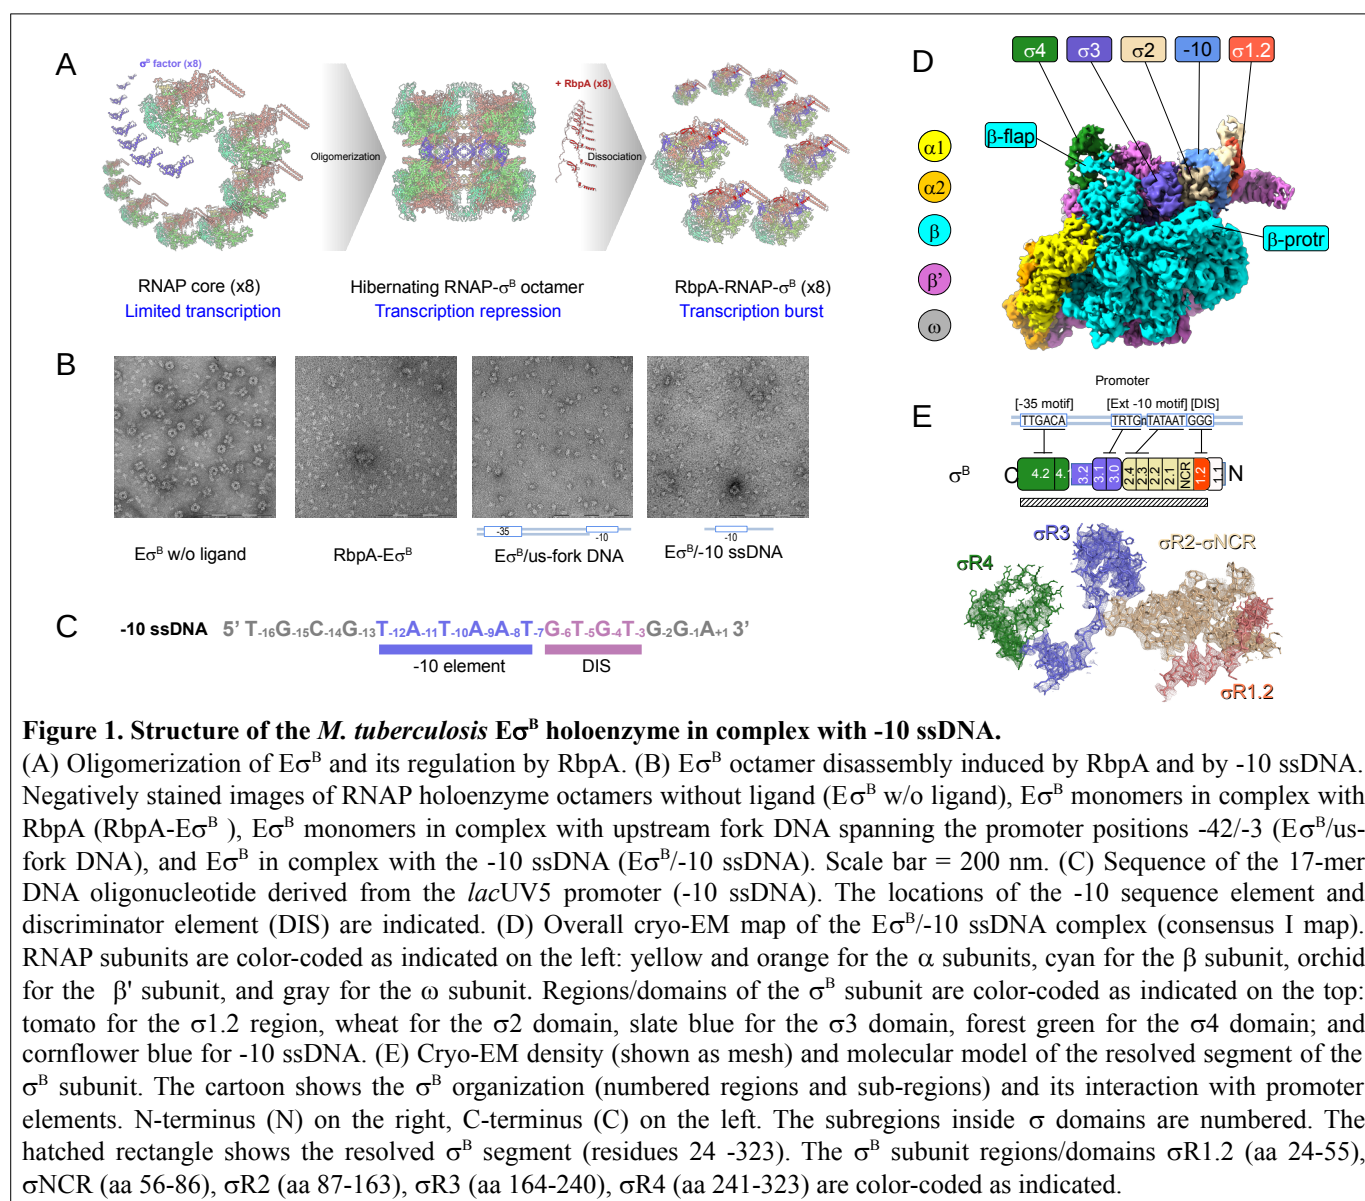 A
σᴮ factor (x8)
+ RbpA (x8)
Oligomerization
Dissociation
RNAP core (x8)
Limited transcription
Hibernating RNAP-σᴮ octamer
Transcription repression
RbpA-RNAP-σᴮ (x8)
Transcription burst
B
-35
-10
-10
Eσᴮ w/o ligand
RbpA-Eσᴮ
Eσᴮ/us-fork DNA
Eσᴮ/-10 ssDNA
C
-10 ssDNA 5’ T₋₁₆G₋₁₅C₋₁₄G₋₁₃T₋₁₂A₋₁₁T₋₁₀A₋₉A₋₈T₋₇G₋₆T₋₅G₋₄T₋₃G₋₂G₋₁A₊₁ 3’
-10 element
DIS
D
σ4 σ3 σ2 -10 σ1.2
β-flap
α1
α2
β
β’
ω
β-protr
E
Promoter
[-35 motif] [Ext -10 motif] [DIS]
TTGACA TRTGnTATAAT GGG
σᴮ
C 4.2 4.1 3.2 3.1 3.0 2.4 2.3 2.2 2.1 NCR 1.2 1.1 N
σR3
σR2-σNCR
σR4
σR1.2
Figure 1. Structure of the M. tuberculosis Eσᴮ holoenzyme in complex with -10 ssDNA.
(A) Oligomerization of Eσᴮ and its regulation by RbpA. (B) Eσᴮ octamer disassembly induced by RbpA and by -10 ssDNA.
Negatively stained images of RNAP holoenzyme octamers without ligand (Eσᴮ w/o ligand), Eσᴮ monomers in complex with
RbpA (RbpA-Eσᴮ ), Eσᴮ monomers in complex with upstream fork DNA spanning the promoter positions -42/-3 (Eσᴮ/us-
fork DNA), and Eσᴮ in complex with the -10 ssDNA (Eσᴮ/-10 ssDNA). Scale bar = 200 nm. (C) Sequence of the 17-mer
DNA oligonucleotide derived from the lacUV5 promoter (-10 ssDNA). The locations of the -10 sequence element and
discriminator element (DIS) are indicated. (D) Overall cryo-EM map of the Eσᴮ/-10 ssDNA complex (consensus I map).
RNAP subunits are color-coded as indicated on the left: yellow and orange for the α subunits, cyan for the β subunit, orchid
for the β' subunit, and gray for the ω subunit. Regions/domains of the σᴮ subunit are color-coded as indicated on the top:
tomato for the σ1.2 region, wheat for the σ2 domain, slate blue for the σ3 domain, forest green for the σ4 domain; and
cornflower blue for -10 ssDNA. (E) Cryo-EM density (shown as mesh) and molecular model of the resolved segment of the
σᴮ subunit. The cartoon shows the σᴮ organization (numbered regions and sub-regions) and its interaction with promoter
elements. N-terminus (N) on the right, C-terminus (C) on the left. The subregions inside σ domains are numbered. The
hatched rectangle shows the resolved σᴮ segment (residues 24 -323). The σᴮ subunit regions/domains σR1.2 (aa 24-55),
σNCR (aa 56-86), σR2 (aa 87-163), σR3 (aa 164-240), σR4 (aa 241-323) are color-coded as indicated.